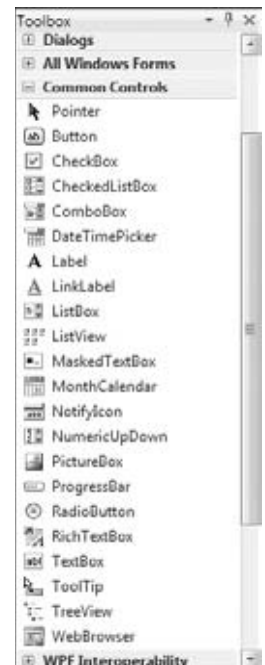 Toolbox
Dialogs
All Windows Forms
Common Controls
Pointer
Button
CheckBox
CheckedListBox
ComboBox
DateTimePicker
Label
LinkLabel
ListBox
ListView
MaskedTextBox
MonthCalendar
NotifyIcon
NumericUpDown
PictureBox
ProgressBar
RadioButton
RichTextBox
TextBox
ToolTip
TreeView
WebBrowser
WPF Interoperability